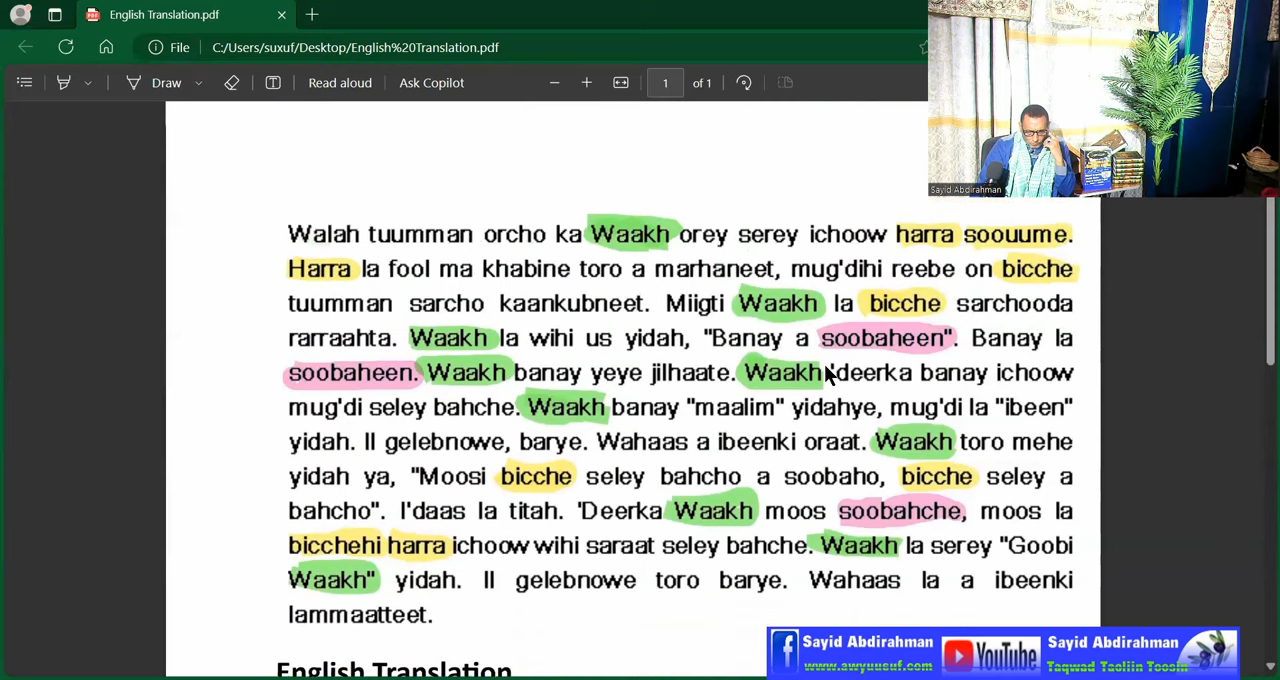 English Translation.pdf
File C:/Users/suxuf/Desktop/English%20Translation.pdf
Draw Read aloud Ask Copilot 1 of 1
Sayid Abdirahman
Walah tuumman orcho ka Waakh orey serey ichoow harra soouume.
Harra la fool ma khabine toro a marhaneet, mug'dihi reebe on bicche
tuumman sarcho kaankubneet. Miigti Waakh la bicche sarchooda
rarraahta. Waakh la wihi us yidah, "Banay a soobaheen". Banay la
soobaheen. Waakh banay yeye jilhaate. Waakh deerka banay ichoow
mug'di seley bahche. Waakh banay "maalim" yidahye, mug'di la "ibeen"
yidah. Il gelebnowe, barye. Wahaas a ibeenki oraat. Waakh toro mehe
yidah ya, "Moosi bicche seley bahcho a soobaho, bicche seley a
bahcho". I'daas la titah. 'Deerka Waakh moos soobahche, moos la
bicchehi harra ichoow wihi saraat seley bahche. Waakh la serey "Goobi
Waakh" yidah. Il gelebnowe toro barye. Wahaas la a ibeenki
lammaatteet.
English Translation
Sayid Abdirahman
www.awyuusuf.com
YouTube
Sayid Abdirahman
Taqwad Taoliin Toosin